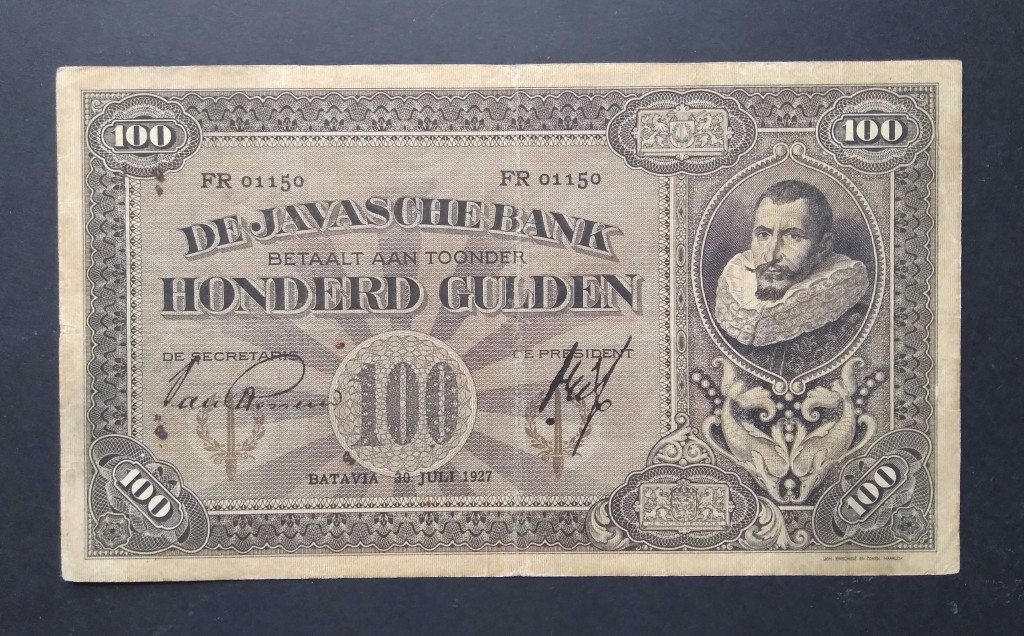 100 100
FR 01150 FR 01150
DE JAVASCHE BANK
BETAALT AAN TOONDER
HONDERD GULDEN
DE SECRETARIS DE PRESIDENT
100
BATAVIA 30 JULI 1927
100 100